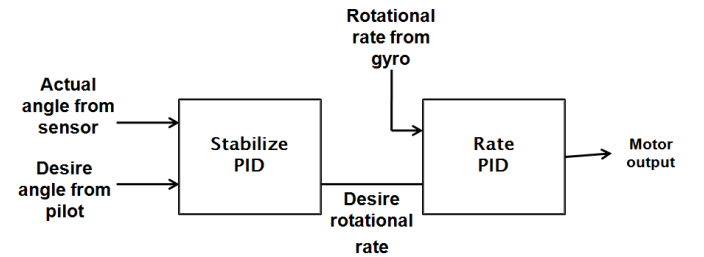 Rotational
rate from
gyro
Actual
angle from
sensor
Desire
angle from
pilot
Stabilize
PID
Desire
rotational
rate
Rate
PID
Motor
output